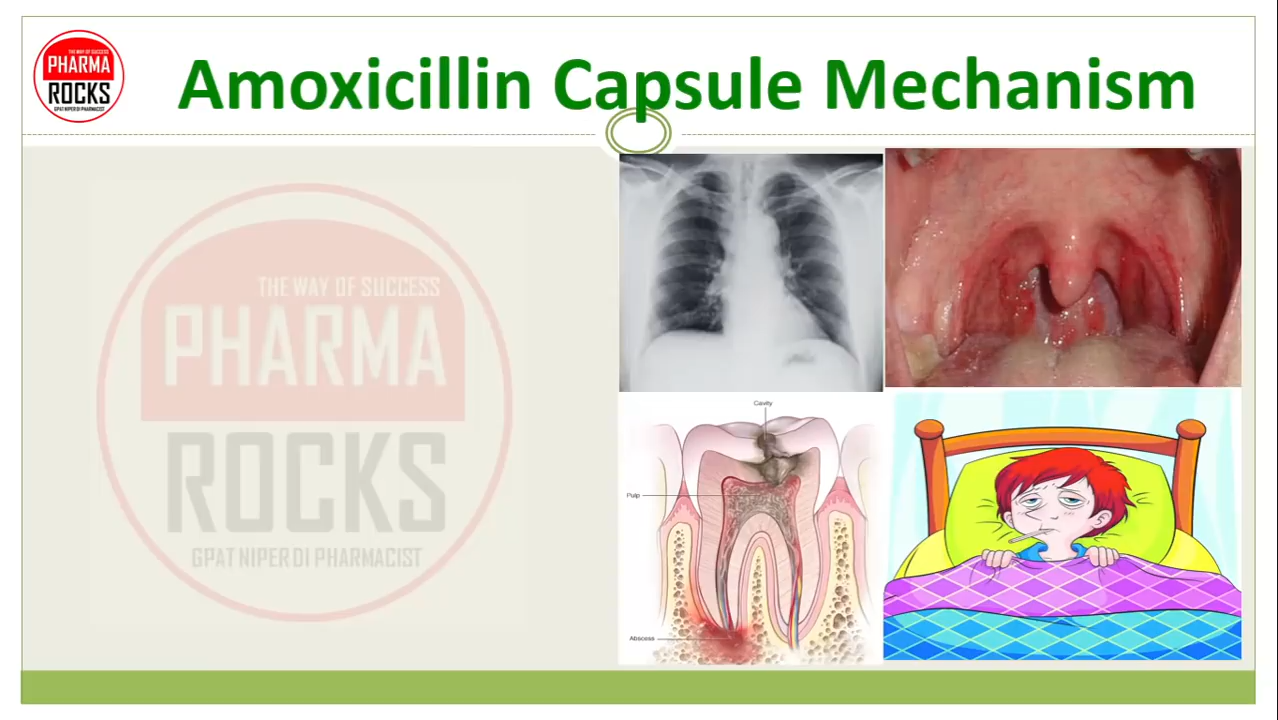 THE WAY OF SUCCESS
PHARMA
ROCKS
GPAT NIPER DI PHARMACIST
Amoxicillin Capsule Mechanism
THE WAY OF SUCCESS
PHARMA
ROCKS
GPAT NIPER DI PHARMACIST
Cavity
Pulp
Abscess